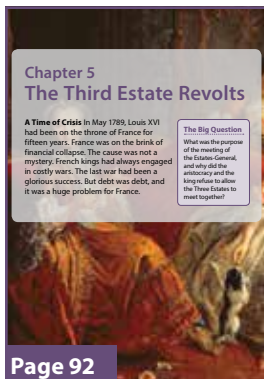 Chapter 5
The Third Estate Revolts
A Time of Crisis In May 1789, Louis XVI
had been on the throne of France for
fifteen years. France was on the brink of
financial collapse. The cause was not a
mystery. French kings had always engaged
in costly wars. The last war had been a
glorious success. But debt was debt, and
it was a huge problem for France.
The Big Question
What was the purpose
of the meeting of
the Estates-General,
and why did the
aristocracy and the
king refuse to allow
the Three Estates to
meet together?
Page 92